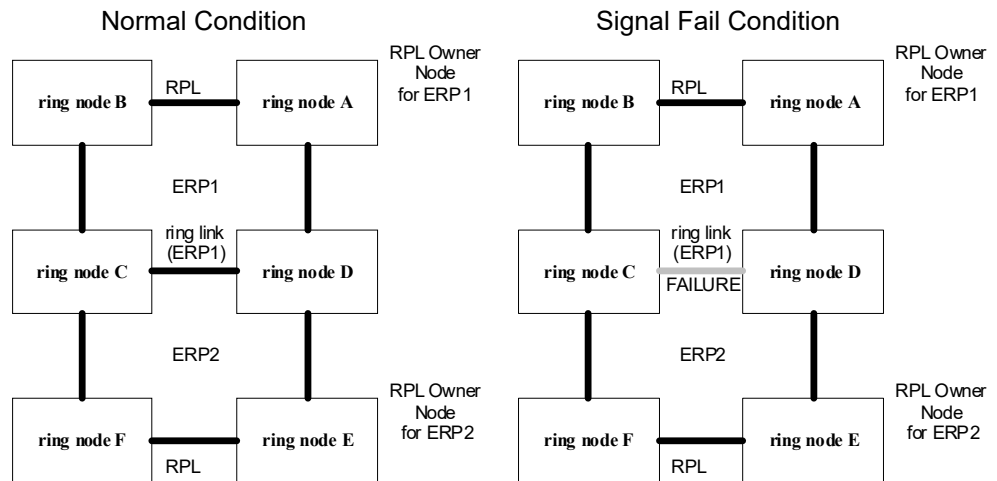 Normal Condition
RPL Owner
Node
for ERP1
ring node B
RPL
ring node A
ERP1
ring node C
ring link
(ERP1)
ring node D
ERP2
RPL Owner
Node
for ERP2
ring node F
RPL
ring node E
Signal Fail Condition
RPL Owner
Node
for ERP1
ring node B
RPL
ring node A
ERP1
ring node C
ring link
(ERP1)
FAILURE
ring node D
ERP2
RPL Owner
Node
for ERP2
ring node F
RPL
ring node E